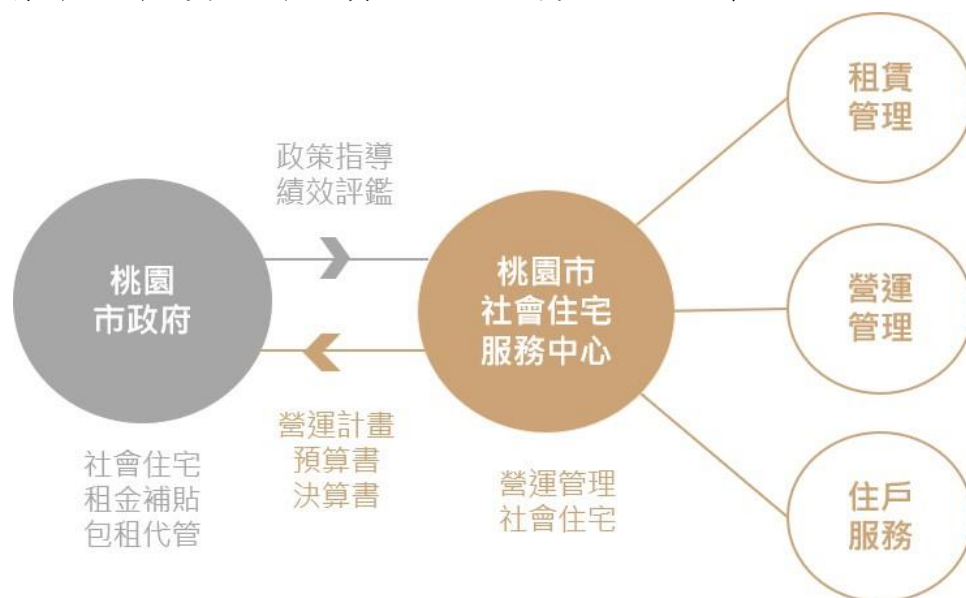 政策指導
績效評鑑
桃園
市政府
社會住宅
租金補貼
包租代管
營運計畫
預算書
決算書
桃園市
社會住宅
服務中心
營運管理
社會住宅
租賃
管理
營運
管理
住戶
服務